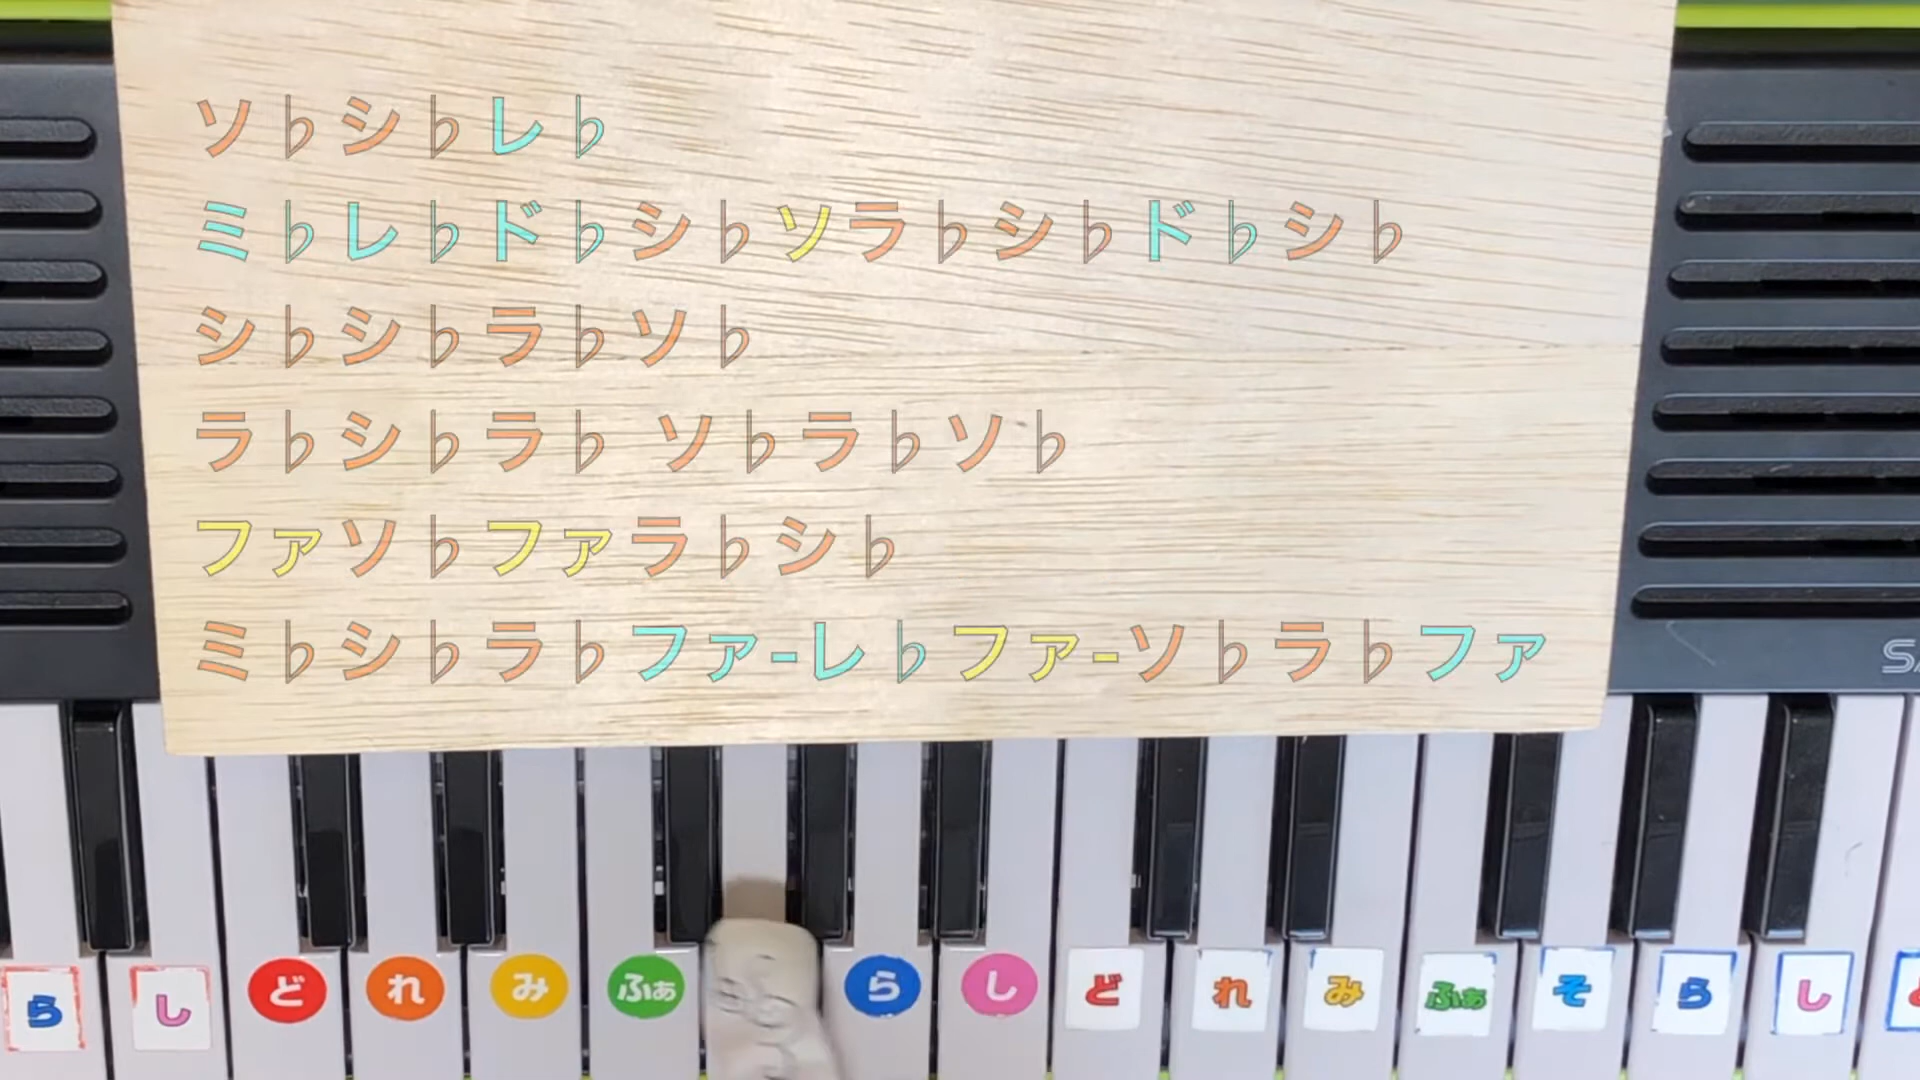 ソ♭シ♭レ♭
ミ♭レ♭ド♭シ♭ソラ♭シ♭ド♭シ♭
シ♭シ♭ラ♭ソ♭
ラ♭シ♭ラ♭ ソ♭ラ♭ソ♭
ファソ♭ファラ♭シ♭
ミ♭シ♭ラ♭ファ-レ♭ファ-ソ♭ラ♭ファ
ら し ど れ み ふぁ ら し ど れ み ふぁ そ ら し